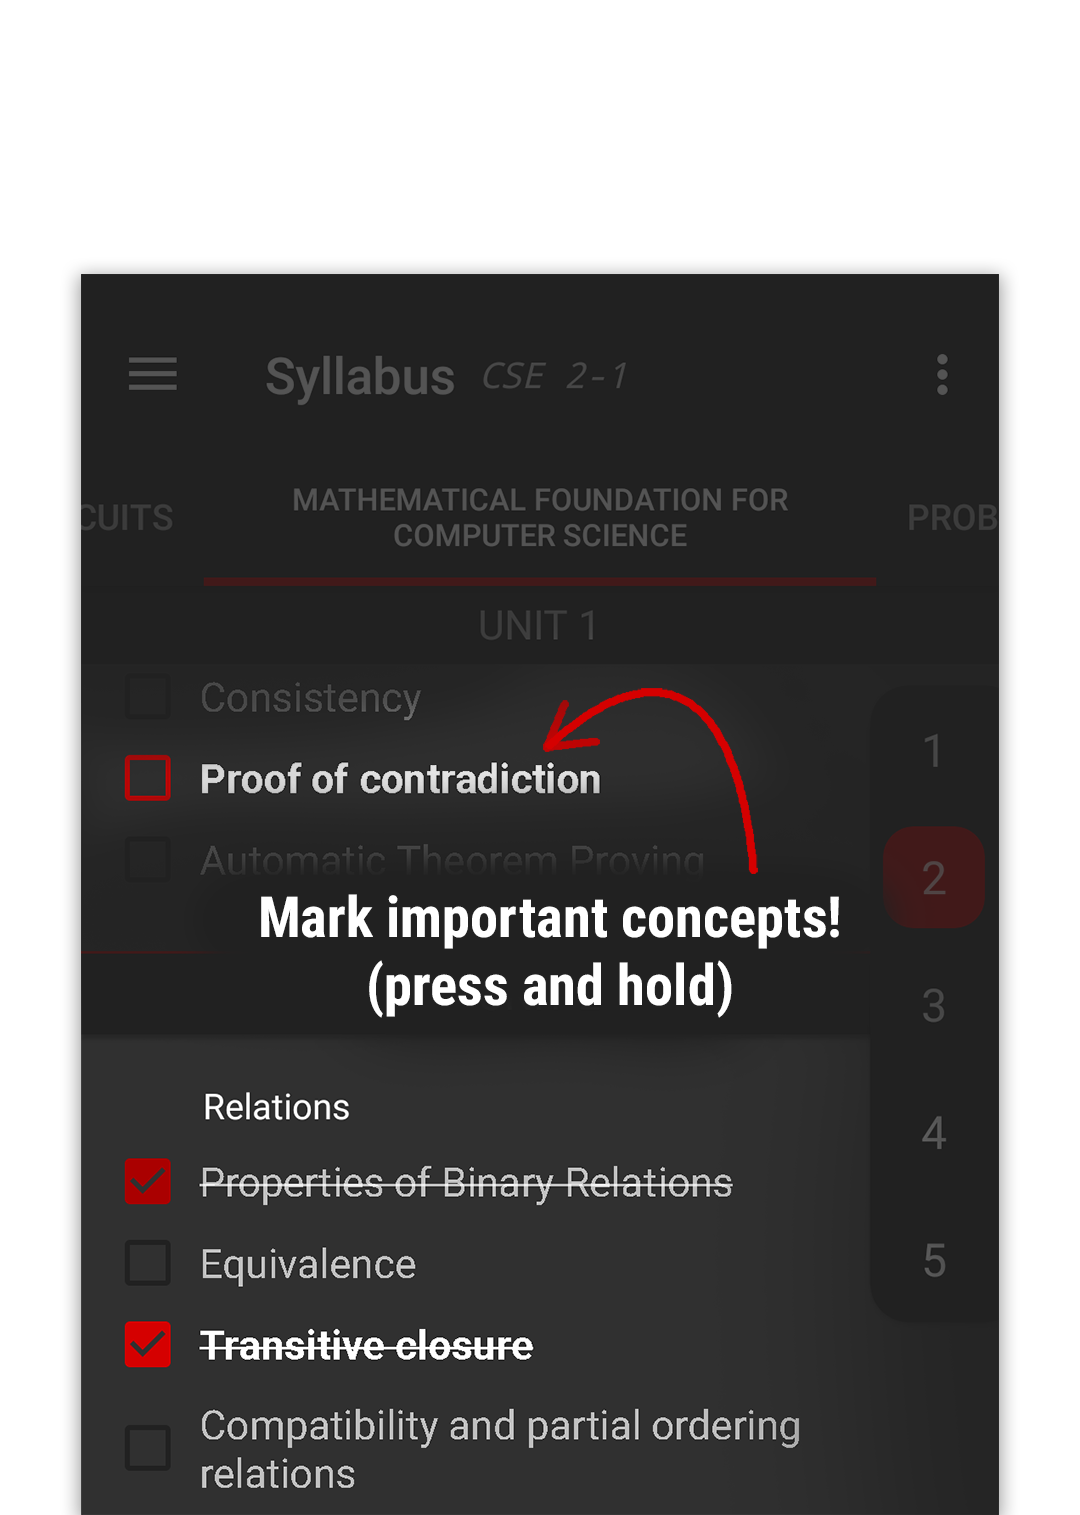 Syllabus CSE 2-1
CUITS
MATHEMATICAL FOUNDATION FOR
COMPUTER SCIENCE
PROB
UNIT 1
Consistency
Proof of contradiction
Automatic Theorem Proving
Mark important concepts!
(press and hold)
Relations
Properties of Binary Relations
Equivalence
Transitive closure
Compatibility and partial ordering
relations
1
2
3
4
5